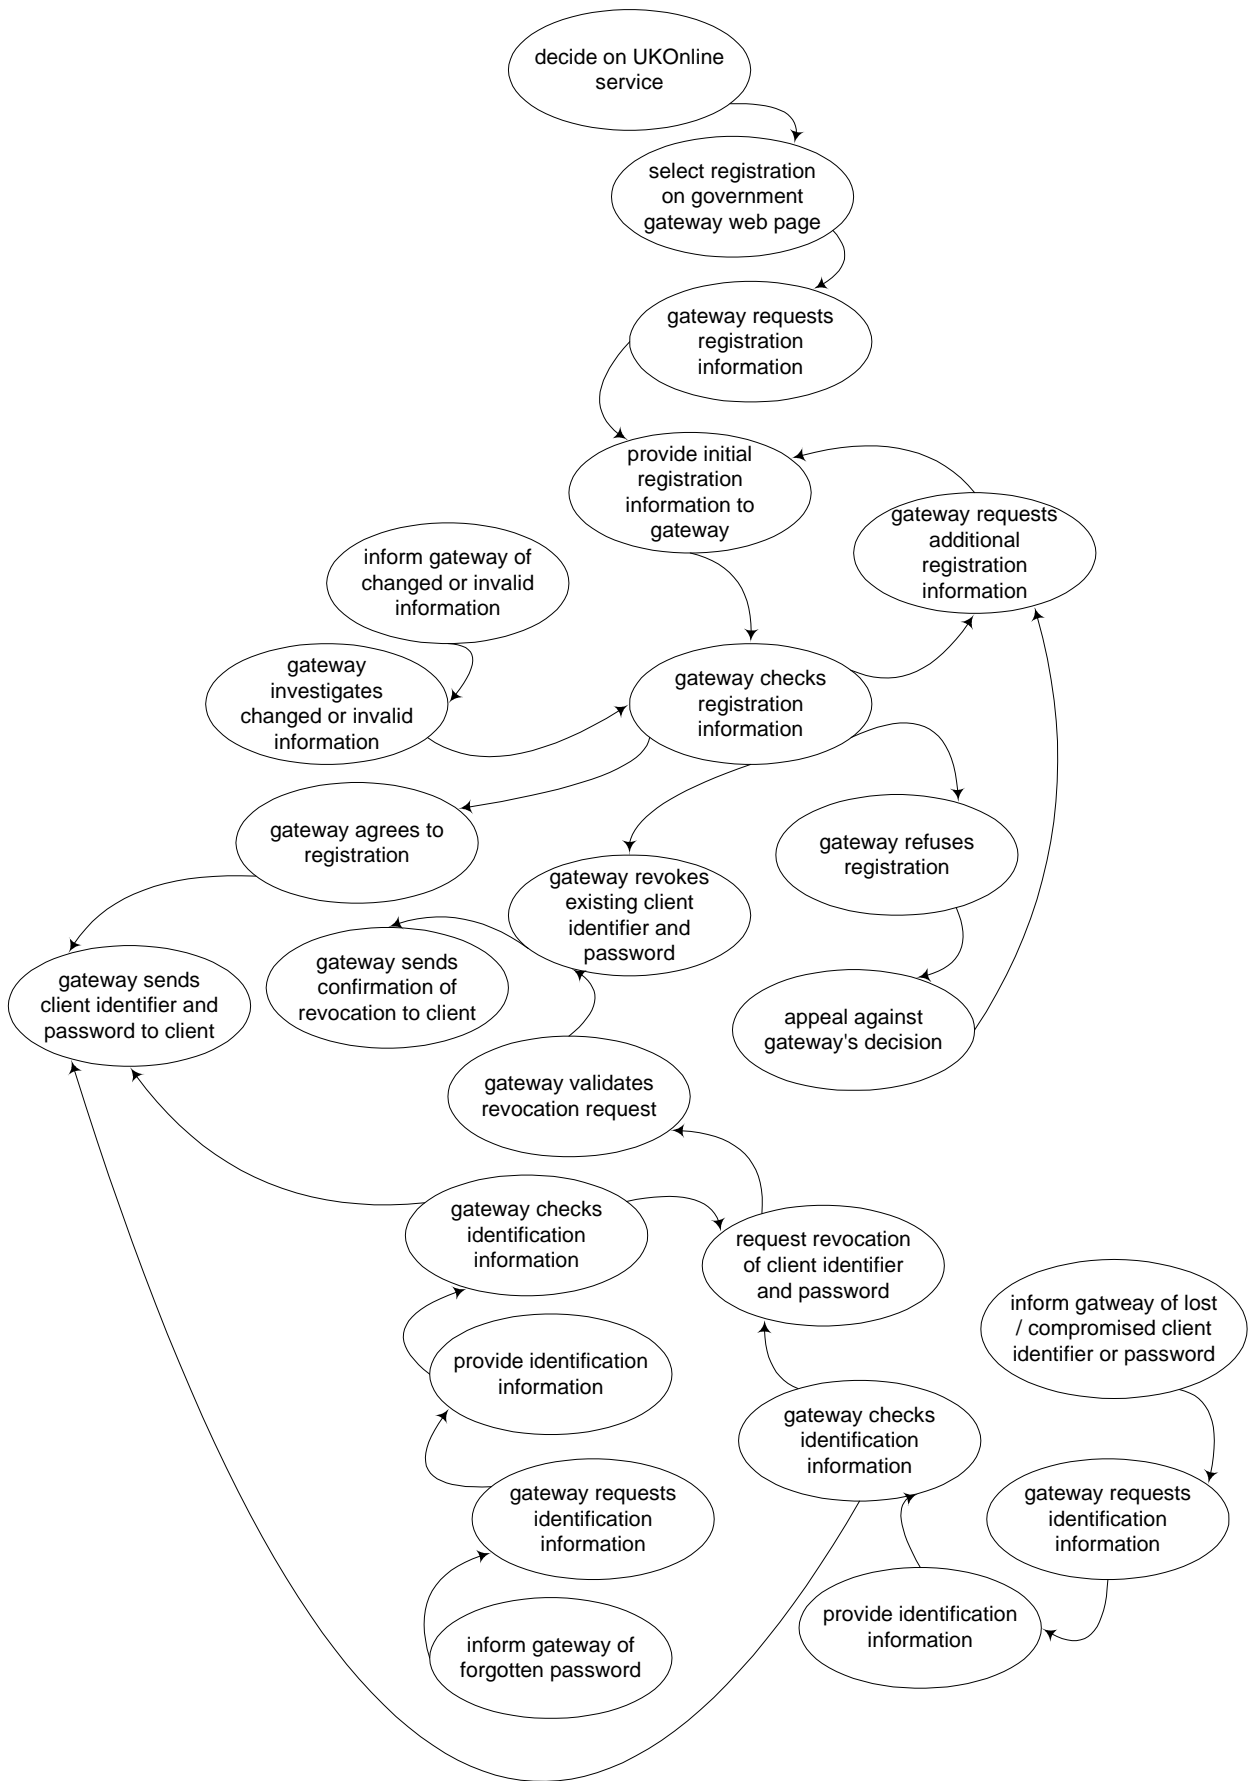 decide on UKOnline
service
select registration
on government
gateway web page
gateway requests
registration
information
provide initial
registration
information to
gateway
gateway requests
additional
registration
information
inform gateway of
changed or invalid
information
gateway
investigates
changed or invalid
information
gateway checks
registration
information
gateway agrees to
registration
gateway refuses
registration
gateway revokes
existing client
identifier and
password
gateway sends
client identifier and
password to client
gateway sends
confirmation of
revocation to client
appeal against
gateway's decision
gateway validates
revocation request
gateway checks
identification
information
request revocation
of client identifier
and password
inform gatweay of lost
/ compromised client
identifier or password
provide identification
information
gateway checks
identification
information
gateway requests
identification
information
gateway requests
identification
information
provide identification
information
inform gateway of
forgotten password